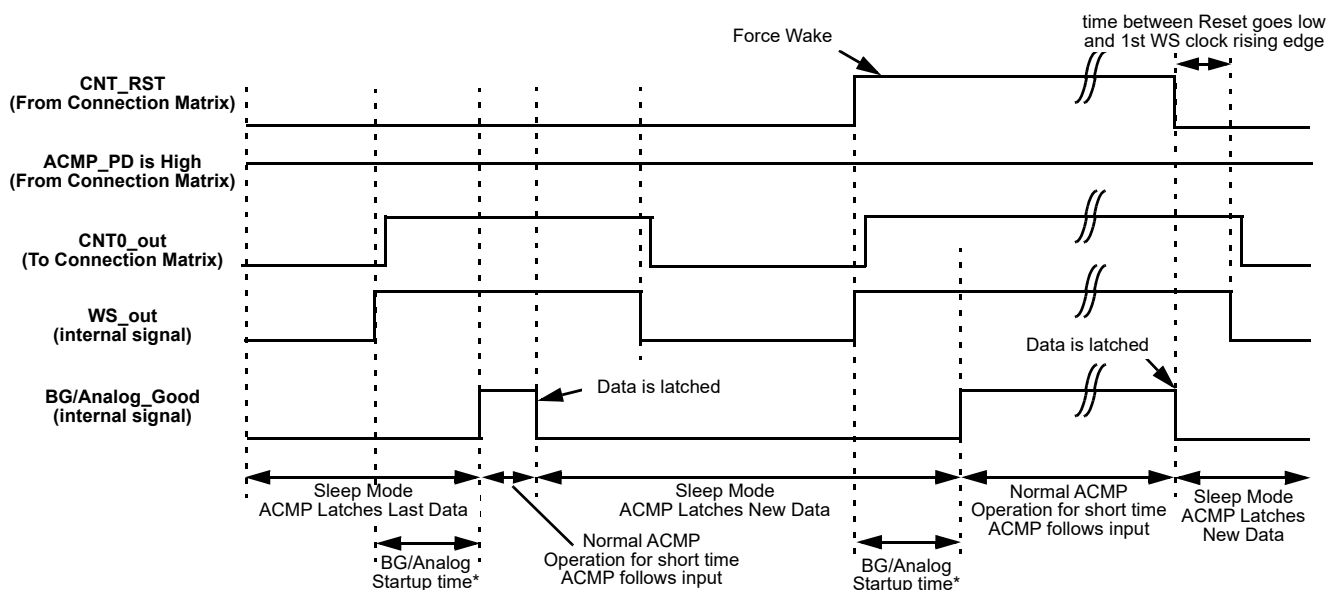 time between Reset goes low
and 1st WS clock rising edge
Force Wake
CNT_RST
(From Connection Matrix)
ACMP_PD is High
(From Connection Matrix)
CNT0_out
(To Connection Matrix)
WS_out
(internal signal)
Data is latched
BG/Analog_Good
(internal signal)
Data is latched
Sleep Mode
ACMP Latches Last Data
Sleep Mode
ACMP Latches New Data
Normal ACMP
Operation for short time
ACMP follows input
Sleep Mode
ACMP Latches
New Data
BG/Analog
Startup time*
Normal ACMP
Operation for short time
ACMP follows input
BG/Analog
Startup time*